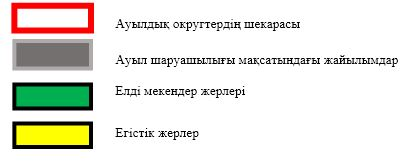 Ауылдық округтердің шекарасы
Ауыл шаруашылығы мақсатындағы жайылымдар
Елді мекендер жерлері
Егістік жерлер